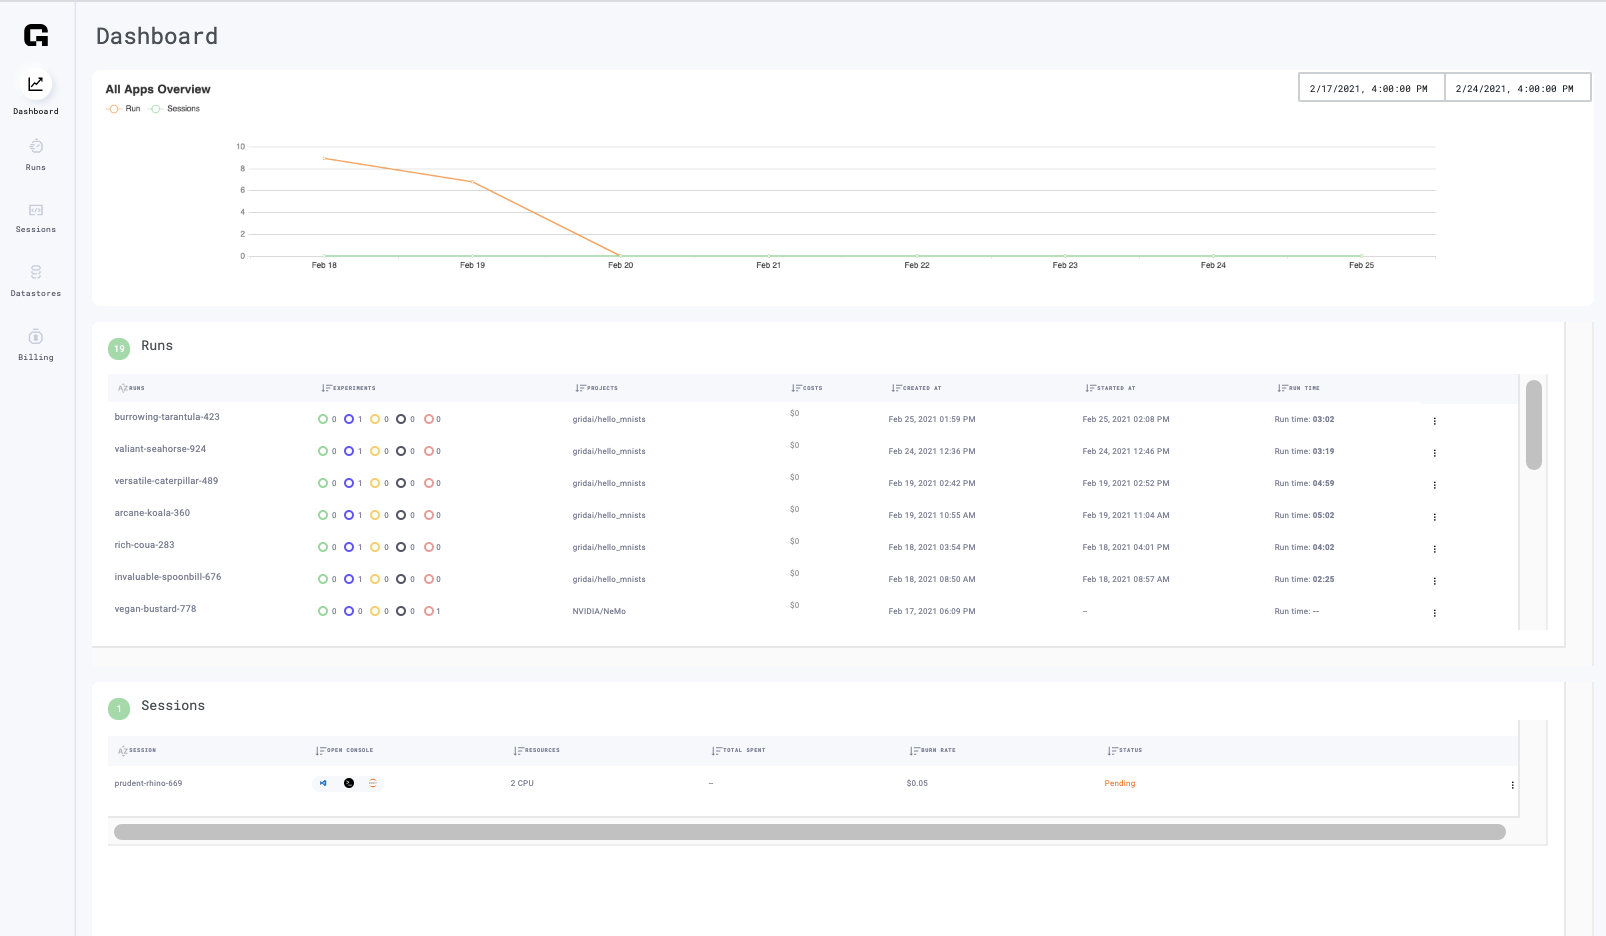 Dashboard
Dashboard
Runs
Sessions
Datastores
Billing
All Apps Overview
Run Sessions
2/17/2021, 4:00:00 PM 2/24/2021, 4:00:00 PM
10
8
6
4
2
0
Feb 18 Feb 19 Feb 20 Feb 21 Feb 22 Feb 23 Feb 24 Feb 25
19 Runs
RUNS EXPERIMENTS PROJECTS COSTS CREATED AT STARTED AT RUN TIME
burrowing-tarantula-423 0 1 0 0 0 gridai/hello_mnists $0 Feb 25, 2021 01:59 PM Feb 25, 2021 02:08 PM Run time: 03:02
valiant-seahorse-924 0 1 0 0 0 gridai/hello_mnists $0 Feb 24, 2021 12:36 PM Feb 24, 2021 12:46 PM Run time: 03:19
versatile-caterpillar-489 0 1 0 0 0 gridai/hello_mnists $0 Feb 19, 2021 02:42 PM Feb 19, 2021 02:52 PM Run time: 04:59
arcane-koala-360 0 1 0 0 0 gridai/hello_mnists $0 Feb 19, 2021 10:55 AM Feb 19, 2021 11:04 AM Run time: 05:02
rich-coua-283 0 1 0 0 0 gridai/hello_mnists $0 Feb 18, 2021 03:54 PM Feb 18, 2021 04:01 PM Run time: 04:02
invaluable-spoonbill-676 0 1 0 0 0 gridai/hello_mnists $0 Feb 18, 2021 08:50 AM Feb 18, 2021 08:57 AM Run time: 02:25
vegan-bustard-778 0 0 0 0 1 NVIDIA/NeMo $0 Feb 17, 2021 06:09 PM -- Run time: --
1 Sessions
SESSION OPEN CONSOLE RESOURCES TOTAL SPENT BURN RATE STATUS
prudent-rhino-669 2 CPU -- $0.05 Pending